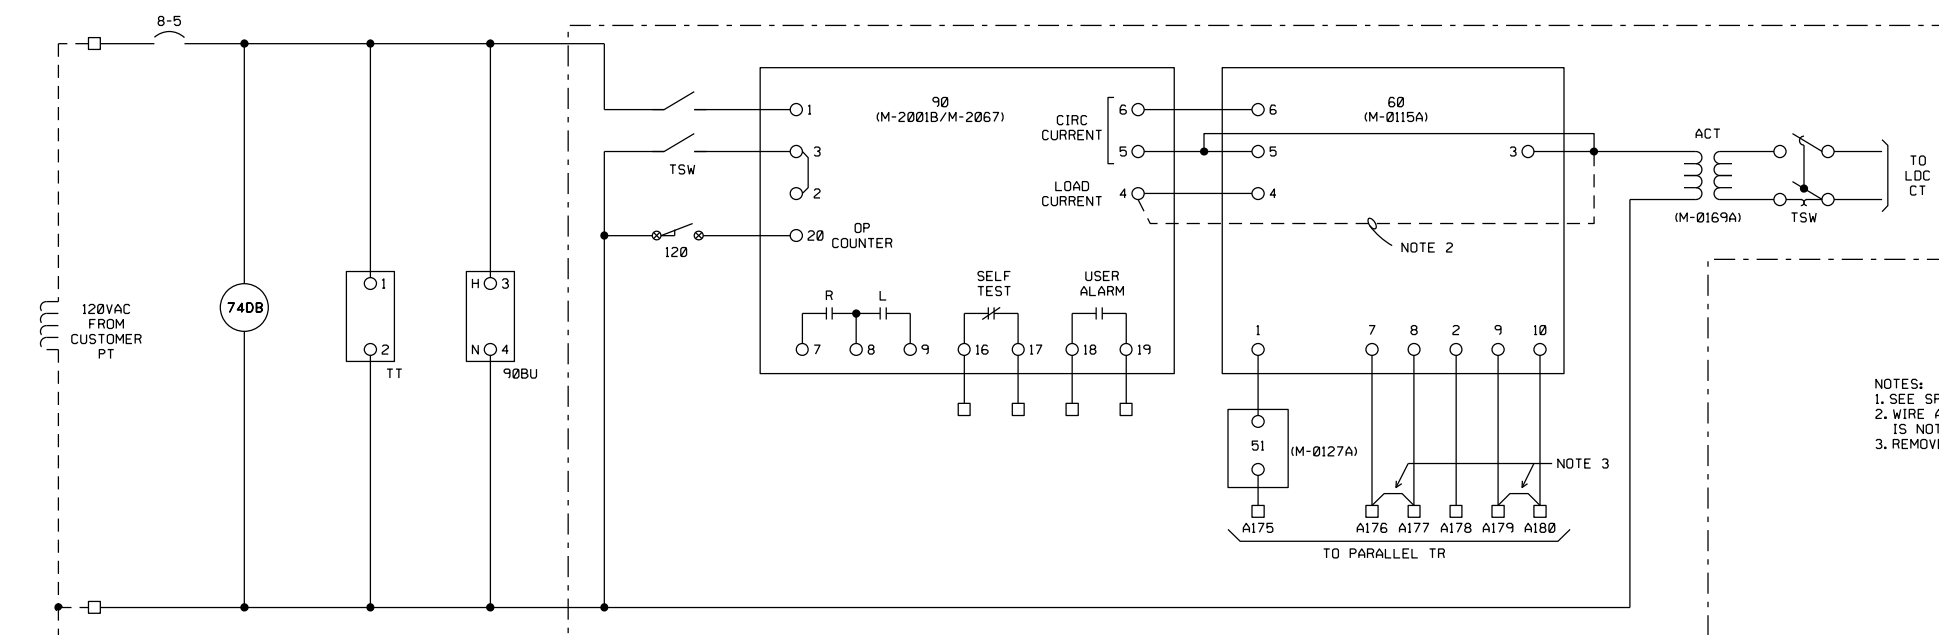 8-5
120VAC
FROM
CUSTOMER
PT
74DB
1
2
TT
H 3
N 4
90BU
TSW
120
90
(M-2001B/M-2067)
1
3
2
20
OP
COUNTER
CIRC
CURRENT
6
5
LOAD
CURRENT
4
R
L
7
8
9
SELF
TEST
16
17
USER
ALARM
18
19
60
(M-0115A)
6
5
4
3
NOTE 2
1
7
8
2
9
10
51
(M-0127A)
NOTE 3
A175
A176
A177
A178
A179
A180
TO PARALLEL TR
ACT
(M-0169A)
TSW
TO
LDC
CT
NOTES:
1. SEE
2. WIRE
IS
3.